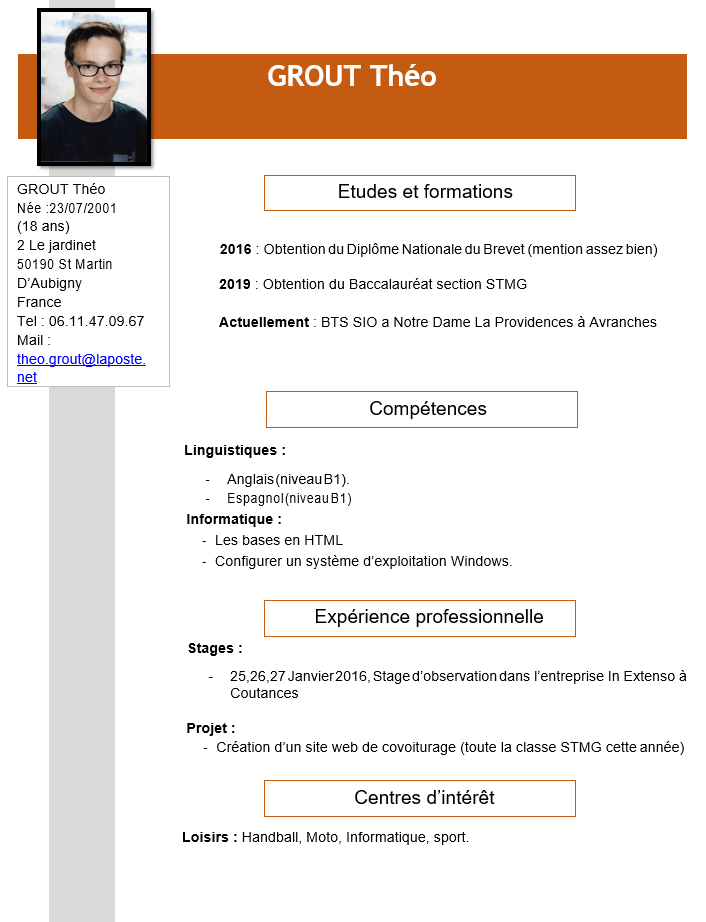 GROUT Théo
GROUT Théo
Née :23/07/2001
(18 ans)
2 Le jardinet
50190 St Martin
D’Aubigny
France
Tel : 06.11.47.09.67
Mail :
theo.grout@laposte.
net
Etudes et formations
2016 : Obtention du Diplôme Nationale du Brevet (mention assez bien)
2019 : Obtention du Baccalauréat section STMG
Actuellement : BTS SIO a Notre Dame La Providences à Avranches
Compétences
Linguistiques :
- Anglais (niveau B1).
- Espagnol (niveau B1)
Informatique :
- Les bases en HTML
- Configurer un système d’exploitation Windows.
Expérience professionnelle
Stages :
- 25,26,27 Janvier 2016, Stage d’observation dans l’entreprise In Extenso à
Coutances
Projet :
- Création d’un site web de covoiturage (toute la classe STMG cette année)
Centres d’intérêt
Loisirs : Handball, Moto, Informatique, sport.